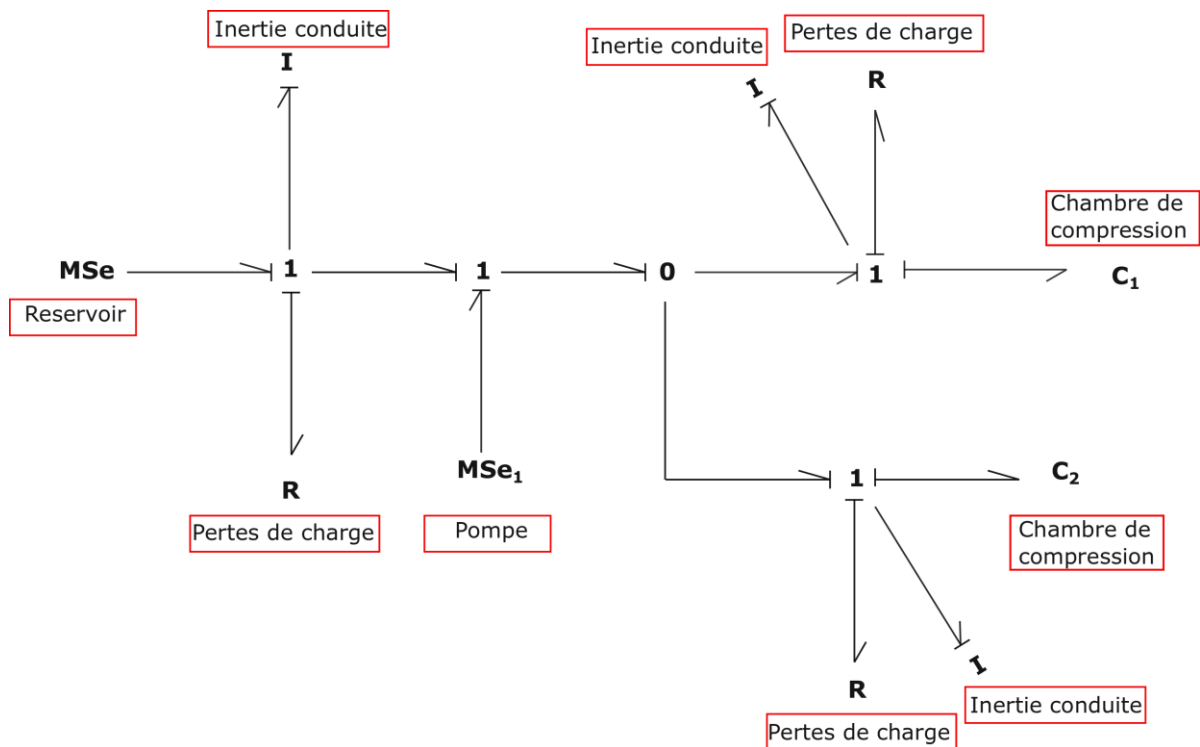 Inertie conduite
I
Inertie conduite
I
Pertes de charge
R
MSe
Reservoir
1
1
0
1
Chambre de
compression
C₁
R
Pertes de charge
MSe₁
Pompe
1
C₂
Chambre de
compression
R
Pertes de charge
I
Inertie conduite